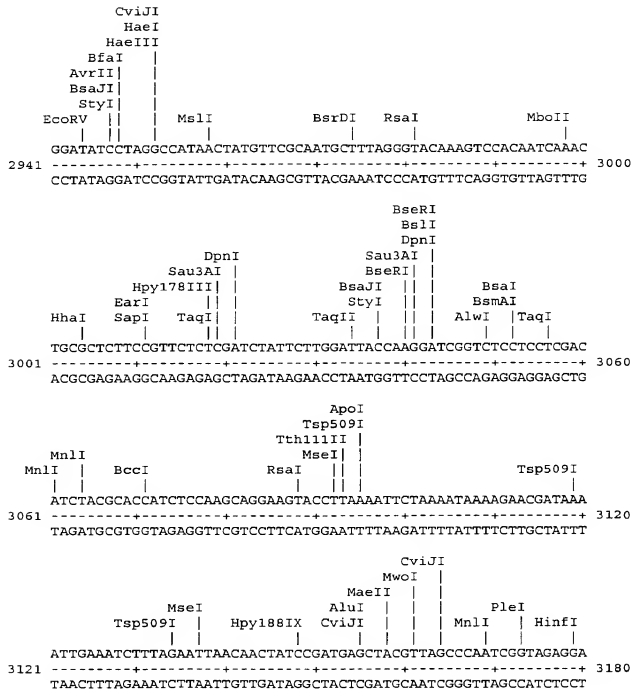 CviJI
HaeI
HaeIII
BfaI
AvrII
BsaJI
StyI
EcoRV MslI BsrDI RsaI MboII
GGATATCCTAGGCCATAACTATGTTCGCAATGCTTTAGGGTACAAAGTCCACAATCAAAC
2941 ---------+---------+---------+---------+---------+---------+ 3000
CCTATAGGATCCGGTATTGATACAAGCGTTACGAAATCCCATGTTTCAGGTGTTAGTTTG
BseRI
BslI
DpnI
DpnI Sau3AI
Sau3AI BseRI
Hpy178III BsaJI BsaI
EarI StyI BsmAI
HhaI SapI TaqI TaqII AlwI TaqI
TGCGCTCTTCCGTTCTCTCGATCTATTCTTGGATTACCAAGGATCGGTCTCCTCCTCGAC
3001 ---------+---------+---------+---------+---------+---------+ 3060
ACGCGAGAAGGCAAGAGAGCTAGATAAGAACCTAATGGTTCCTAGCCAGAGGAGGAGCTG
ApoI
Tsp509I
Tth111II
MnlI MseI
MnlI BccI RsaI Tsp509I
ATCTACGCACCATCTCCAAGCAGGAAGTACCTTAAAATTCTAAAATAAAAGAACGATAAA
3061 ---------+---------+---------+---------+---------+---------+ 3120
TAGATGCGTGGTAGAGGTTCGTCCTTCATGGAATTTTAAGATTTTATTTTCTTGCTATTT
CviJI
MwoI
MaeII
MseI AluI PleI
Tsp509I Hpy188IX CviJI MnlI HinfI
ATTGAAATCTTTAGAATTAACAACTATCCGATGAGCTACGTTAGCCCAATCGGTAGAGGA
3121 ---------+---------+---------+---------+---------+---------+ 3180
TAACTTTAGAAATCTTAATTGTTGATAGGCTACTCGATGCAATCGGGTTAGCCATCTCCT